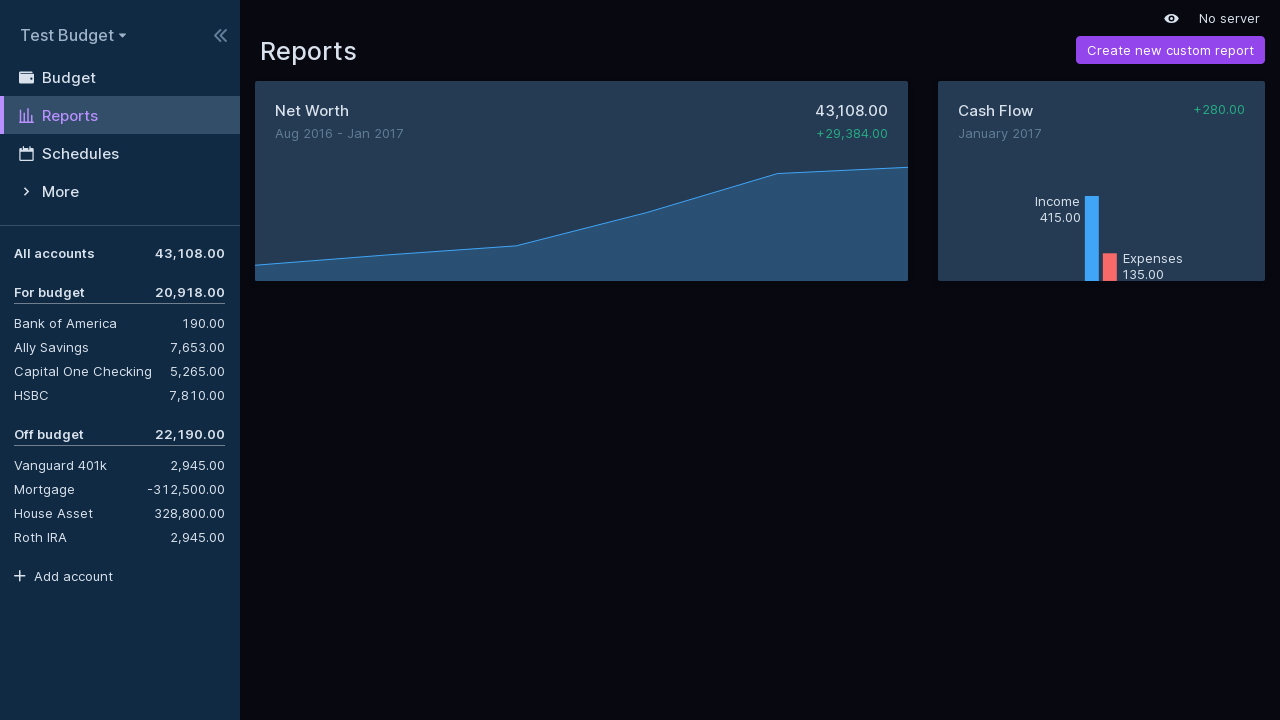 Test Budget
Budget
Reports
Schedules
More
All accounts 43,108.00
For budget 20,918.00
Bank of America 190.00
Ally Savings 7,653.00
Capital One Checking 5,265.00
HSBC 7,810.00
Off budget 22,190.00
Vanguard 401k 2,945.00
Mortgage -312,500.00
House Asset 328,800.00
Roth IRA 2,945.00
Add account
No server
Reports
Create new custom report
Net Worth 43,108.00
Aug 2016 - Jan 2017 +29,384.00
Cash Flow +280.00
January 2017
Income
415.00
Expenses
135.00